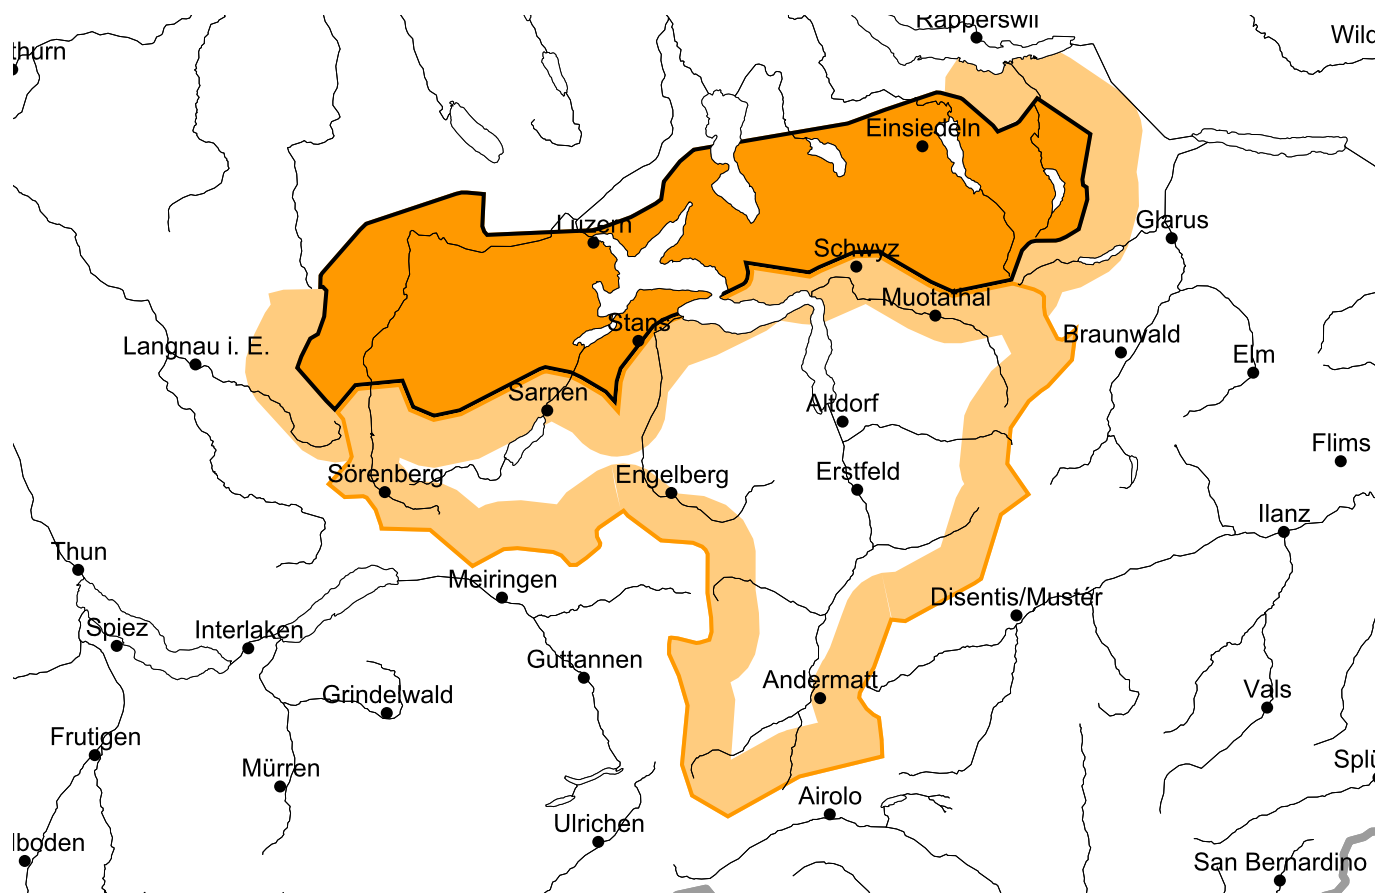 Rapperswil
Wild
thurn
Einsiedeln
Luzern
Glarus
Schwyz
Muotathal
Stans
Braunwald
Langnau i. E.
Elm
Sarnen
Altdorf
Flims
Sörenberg
Engelberg
Erstfeld
Ilanz
Thun
Meiringen
Disentis/Mustér
Spiez
Interlaken
Guttannen
Andermatt
Grindelwald
Vals
Frutigen
Mürren
Splü
Airolo
Ulrichen
lboden
San Bernardino